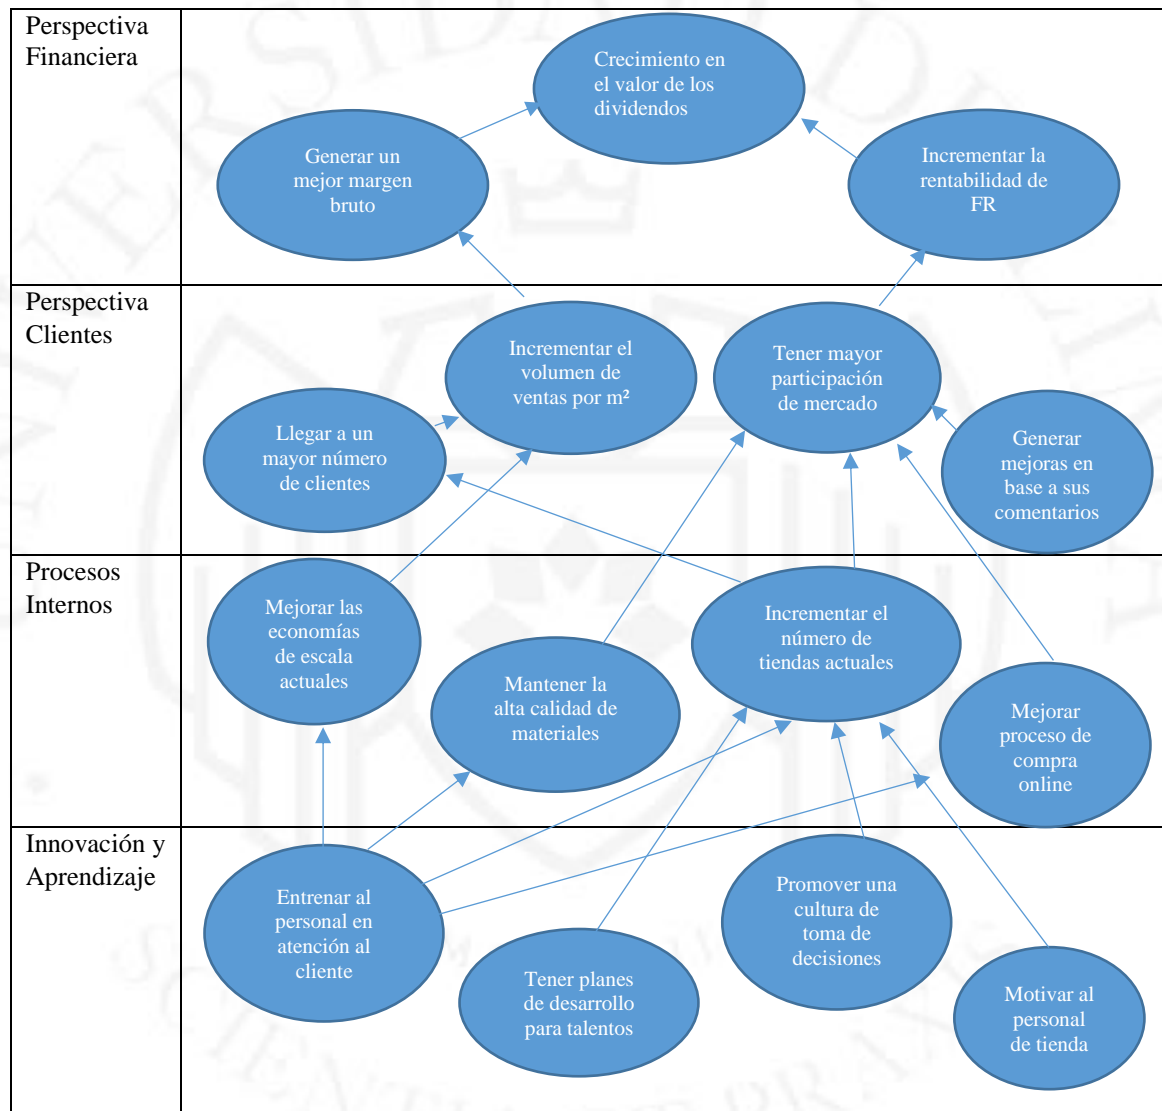 Perspectiva
Financiera
Crecimiento en
el valor de los
dividendos
Generar un
mejor margen
bruto
Incrementar la
rentabilidad de
FR
Perspectiva
Clientes
Incrementar el
volumen de
ventas por m²
Tener mayor
participación
de mercado
Llegar a un
mayor número
de clientes
Generar
mejoras en
base a sus
comentarios
Procesos
Internos
Mejorar las
economías
de escala
actuales
Incrementar el
número de
tiendas actuales
Mantener la
alta calidad de
materiales
Mejorar
proceso de
compra
online
Innovación y
Aprendizaje
Entrenar al
personal en
atención al
cliente
Promover una
cultura de
toma de
decisiones
Tener planes
de desarrollo
para talentos
Motivar al
personal
de tienda